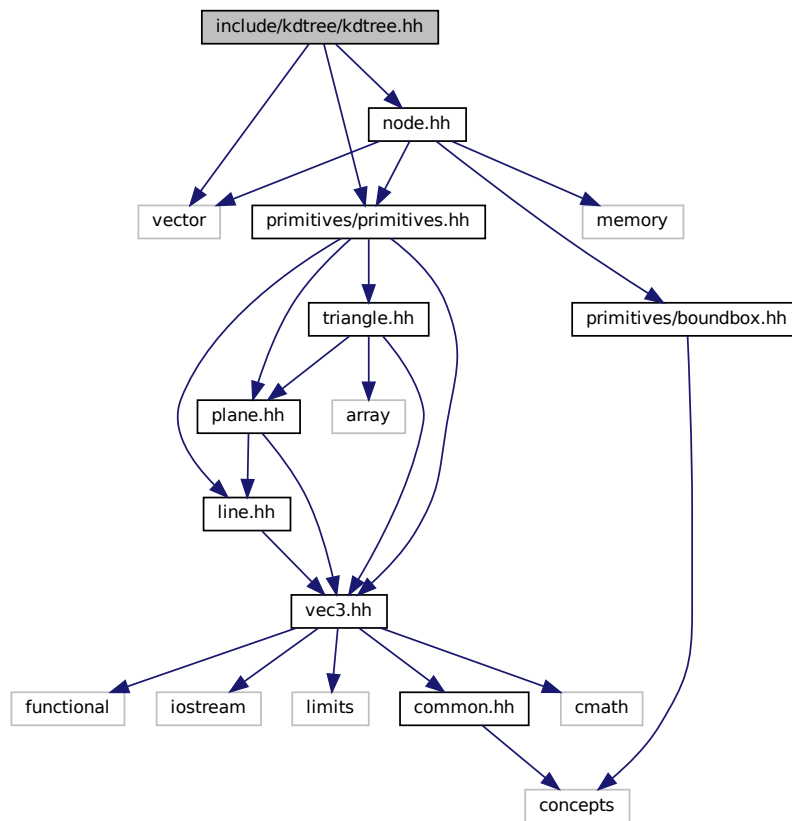 include/kdtree/kdtree.hh
node.hh
vector
primitives/primitives.hh
memory
triangle.hh
primitives/boundbox.hh
plane.hh
array
line.hh
vec3.hh
functional
iostream
limits
common.hh
cmath
concepts